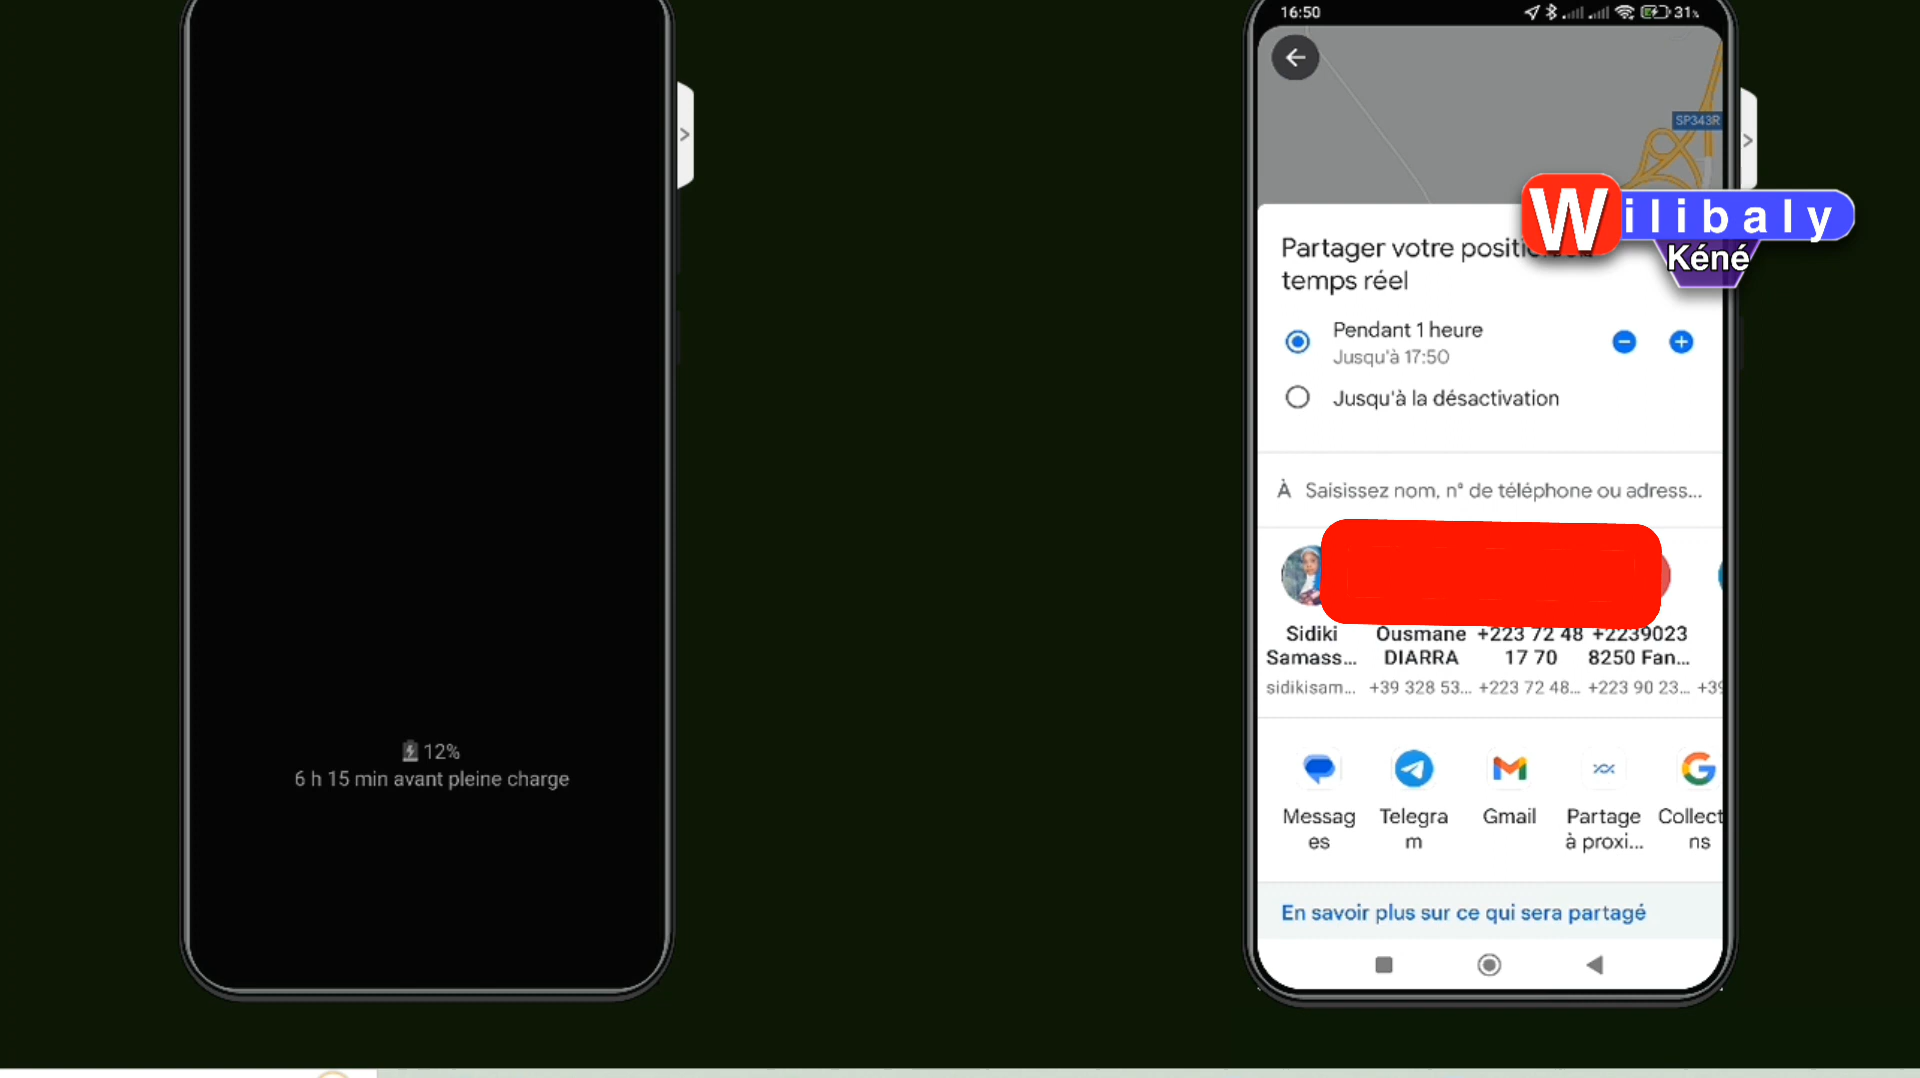 12%
6 h 15 min avant pleine charge
16:50
31%
SP343R
Wilibaly
Kéné
Partager votre positi
temps réel
Pendant 1 heure
Jusqu'à 17:50
Jusqu'à la désactivation
À Saisissez nom, n° de téléphone ou adress...
Sidiki Ousmane +223 72 48 +2239023
Samass... DIARRA 17 70 8250 Fan...
sidikisam... +39 328 53... +223 72 48... +223 90 23... +39
Messag Telegra Gmail Partage Collect
es m à proxi... ns
En savoir plus sur ce qui sera partagé